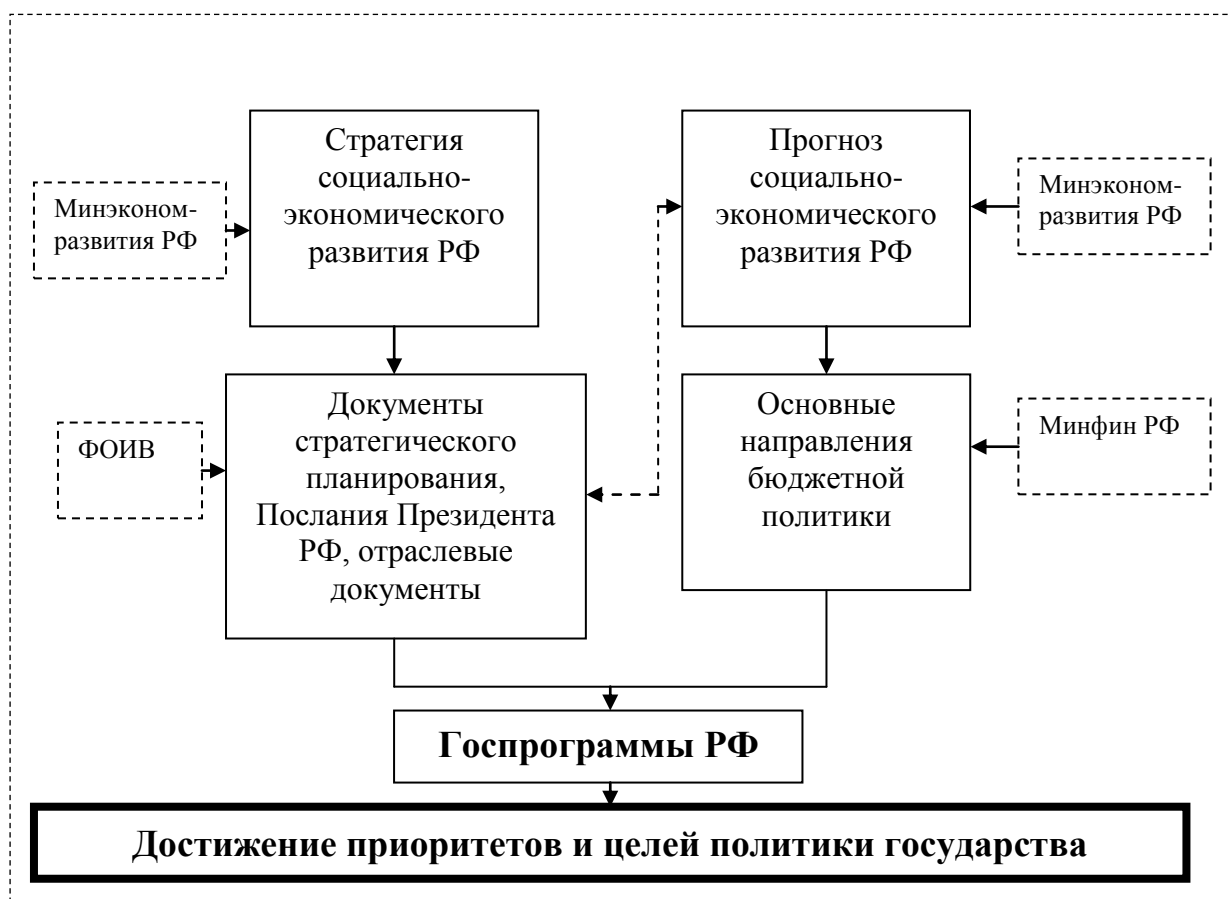 Стратегия
социально-
экономического
развития РФ
Прогноз
социально-
экономического
развития РФ
Минэконом-
развития РФ
Минэконом-
развития РФ
Документы
стратегического
планирования,
Послания Президента
РФ, отраслевые
документы
Основные
направления
бюджетной
политики
ФОИВ
Минфин РФ
Госпрограммы РФ
Достижение приоритетов и целей политики государства